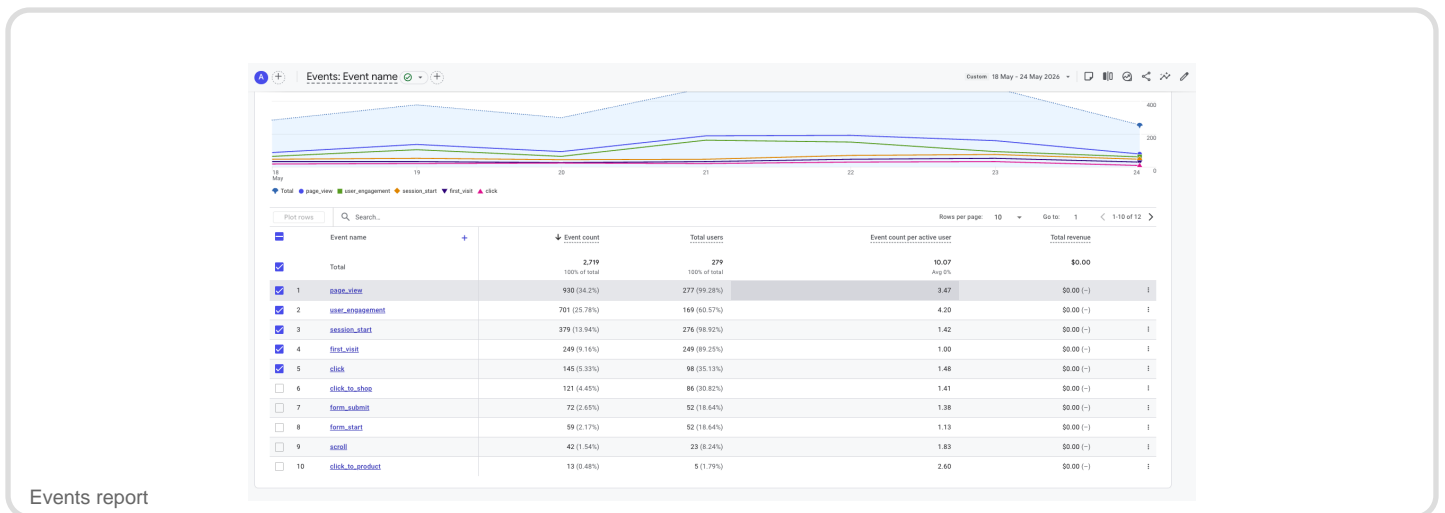 A Events: Event name Custom 18 May - 24 May 2026
400
200
0
18 19 20 21 22 23 24
May
Total page_view user_engagement session_start first_visit click
Plot rows Search... Rows per page: 10 Go to: 1 1-10 of 12
Event name + Event count Total users Event count per active user Total revenue
Total 2,719 279 10.07 $0.00
100% of total 100% of total Avg 0%
1 page_view 930 (34.2%) 277 (99.28%) 3.47 $0.00 (–)
2 user_engagement 701 (25.78%) 169 (60.57%) 4.20 $0.00 (–)
3 session_start 379 (13.94%) 276 (98.92%) 1.42 $0.00 (–)
4 first_visit 249 (9.16%) 249 (89.25%) 1.00 $0.00 (–)
5 click 145 (5.33%) 98 (35.13%) 1.48 $0.00 (–)
6 click_to_shop 121 (4.45%) 86 (30.82%) 1.41 $0.00 (–)
7 form_submit 72 (2.65%) 52 (18.64%) 1.38 $0.00 (–)
8 form_start 59 (2.17%) 52 (18.64%) 1.13 $0.00 (–)
9 scroll 42 (1.54%) 23 (8.24%) 1.83 $0.00 (–)
10 click_to_product 13 (0.48%) 5 (1.79%) 2.60 $0.00 (–)
Events report